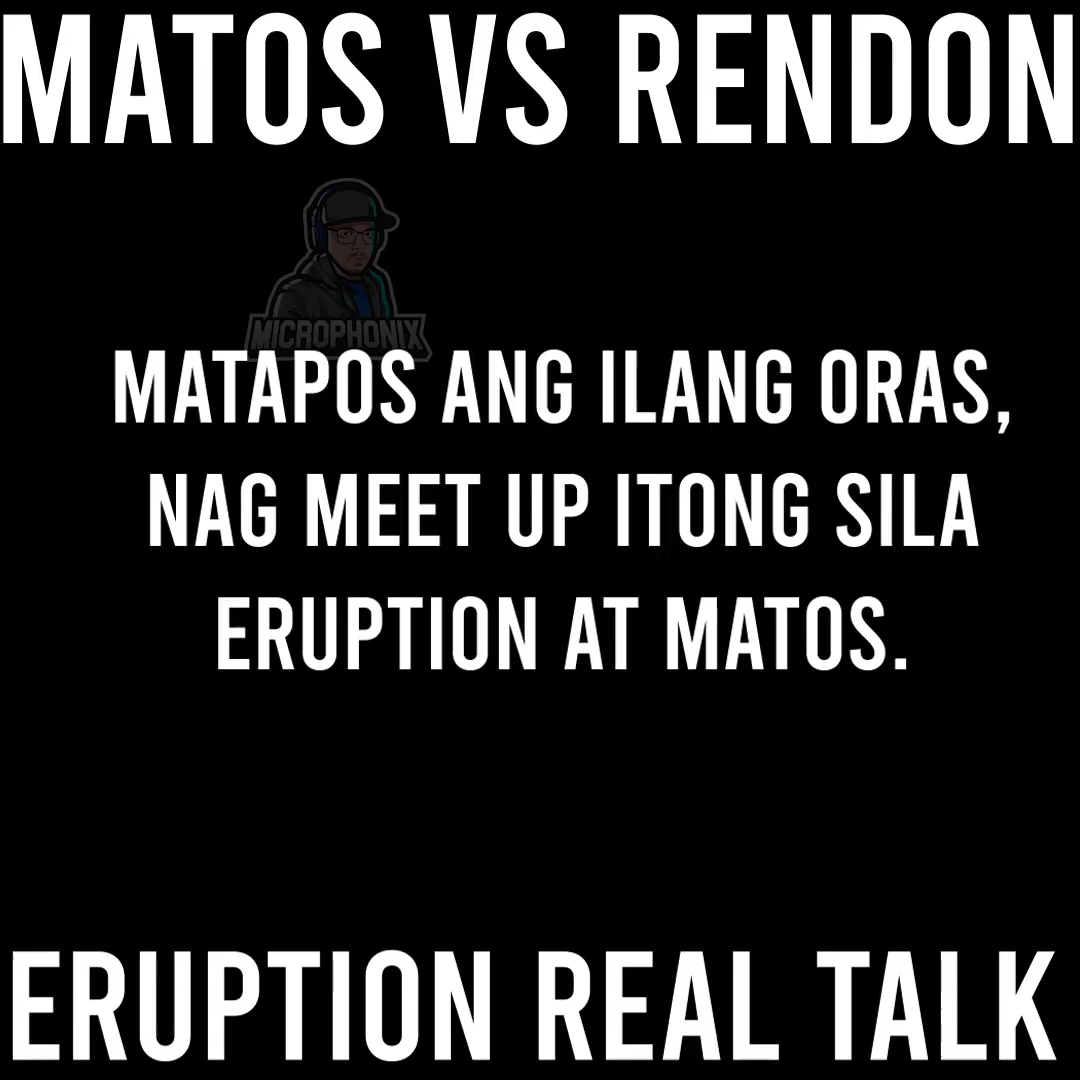 MATOS VS RENDON
MICROPHONIX
MATAPOS ANG ILANG ORAS,
NAG MEET UP ITONG SILA
ERUPTION AT MATOS.
ERUPTION REAL TALK